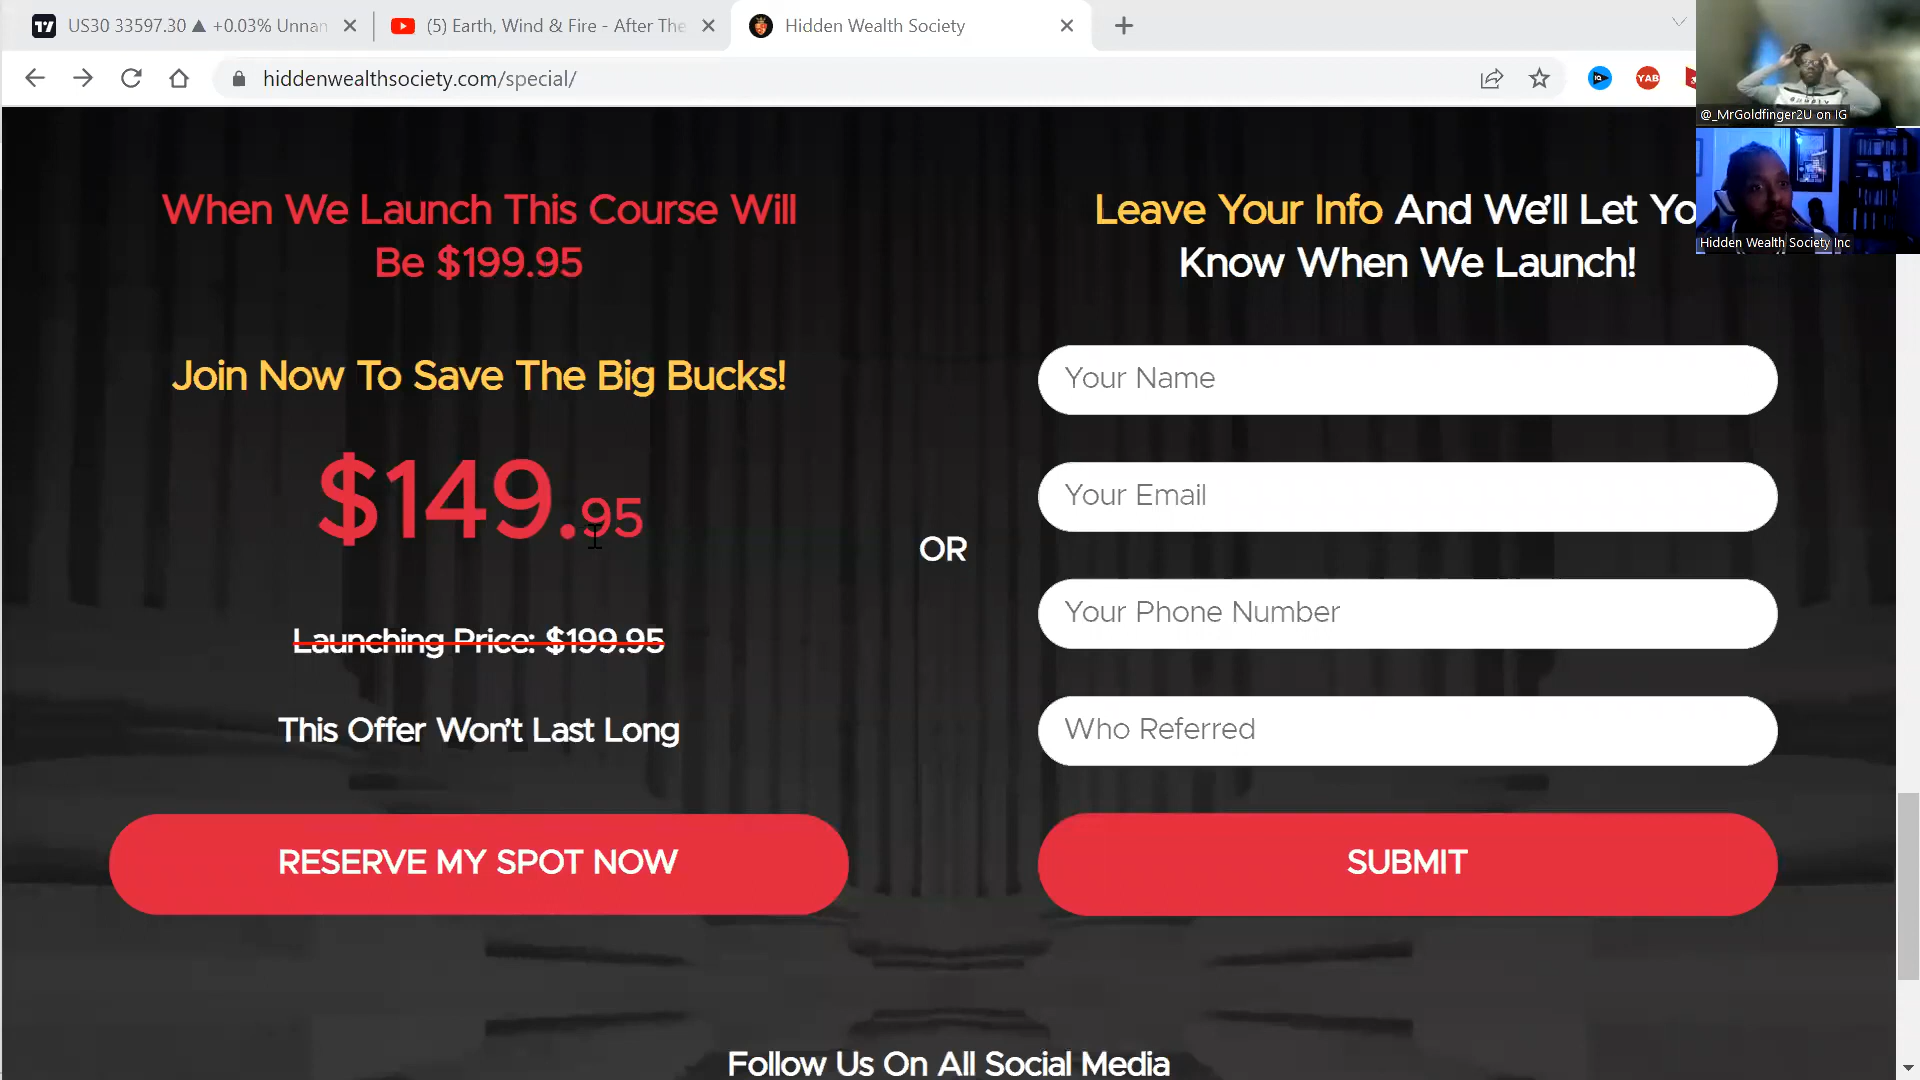 US30 33597.30 ▲ +0.03% Unnan
(5) Earth, Wind & Fire - After The
Hidden Wealth Society
hiddenwealthsociety.com/special/
YAB
@_MrGoldfinger2U on IG
Hidden Wealth Society Inc
When We Launch This Course Will
Be $199.95
Join Now To Save The Big Bucks!
$149.95
Launching Price: $199.95
This Offer Won't Last Long
RESERVE MY SPOT NOW
OR
Leave Your Info And We'll Let Yo
Know When We Launch!
Your Name
Your Email
Your Phone Number
Who Referred
SUBMIT
Follow Us On All Social Media